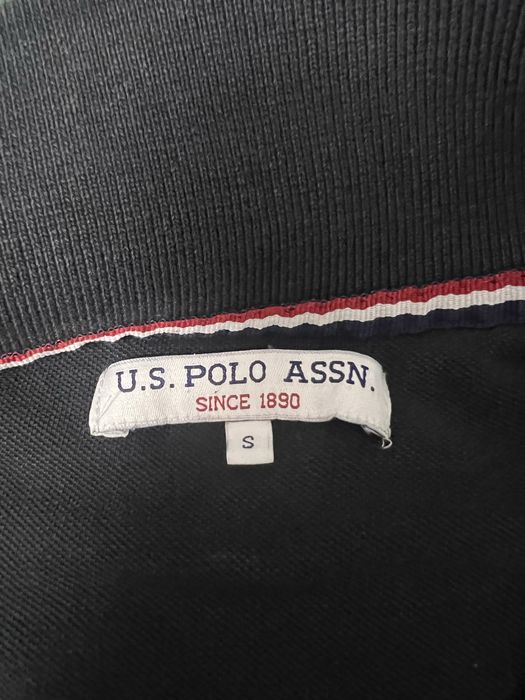 U.S. POLO ASSN.
SINCE 1890
S